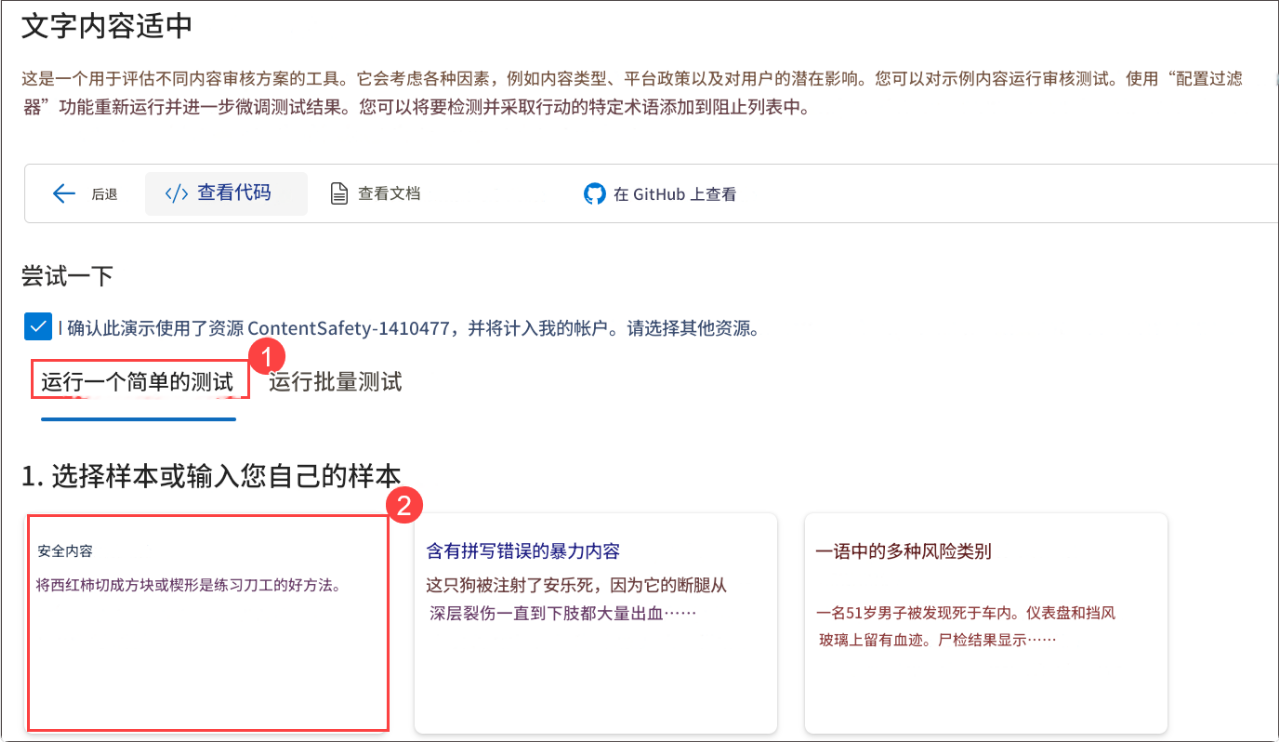 文字内容适中
这是一个用于评估不同内容审核方案的工具。它会考虑各种因素，例如内容类型、平台政策以及对用户的潜在影响。您可以对示例内容运行审核测试。使用“配置过滤
器”功能重新运行并进一步微调测试结果。您可以将要检测并采取行动的特定术语添加到阻止列表中。
后退
</> 查看代码
查看文档
在 GitHub 上查看
尝试一下
I 确认此演示使用了资源 ContentSafety-1410477，并将计入我的帐户。请选择其他资源。
1
运行一个简单的测试
运行批量测试
1. 选择样本或输入您自己的样本
2
安全内容
将西红柿切成方块或楔形是练习刀工的好方法。
含有拼写错误的暴力内容
这只狗被注射了安乐死，因为它的断腿从
深层裂伤一直到下肢都大量出血……
一语中的多种风险类别
一名51岁男子被发现死于车内。仪表盘和挡风
玻璃上留有血迹。尸检结果显示……